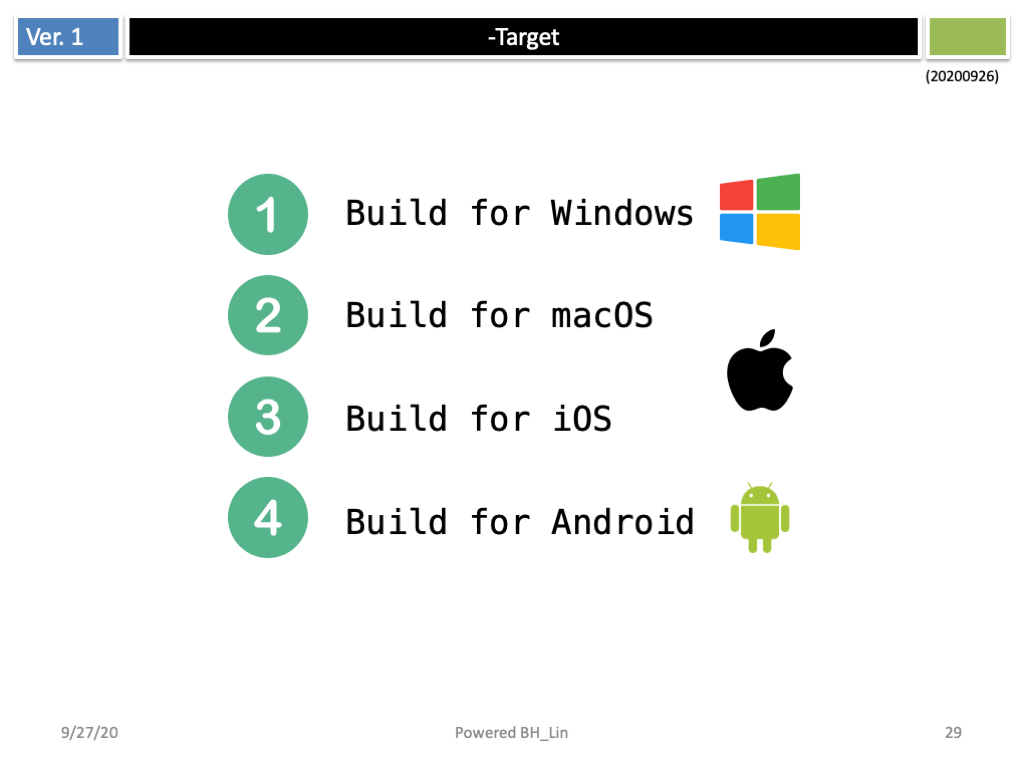 Ver. 1
-Target
(20200926)
1 Build for Windows
2 Build for macOS
3 Build for iOS
4 Build for Android
9/27/20
Powered BH_Lin
29